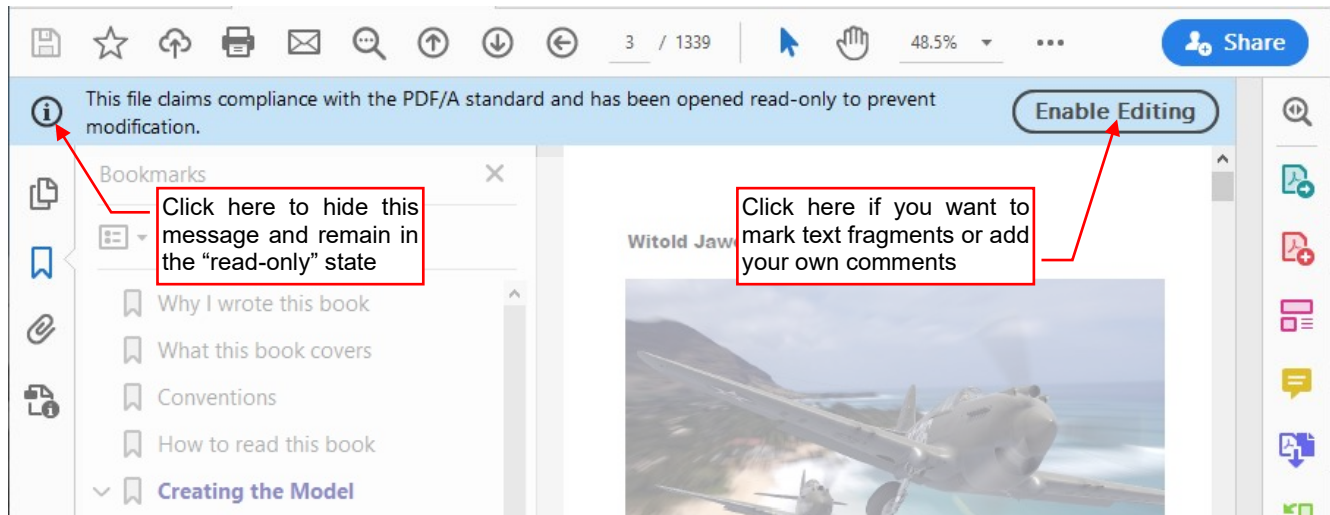 3 / 1339
48.5%
Share
This file claims compliance with the PDF/A standard and has been opened read-only to prevent
modification.
Enable Editing
Bookmarks
Click here to hide this
message and remain in
the “read-only” state
Click here if you want to
mark text fragments or add
your own comments
Witold Jaw
Why I wrote this book
What this book covers
Conventions
How to read this book
Creating the Model